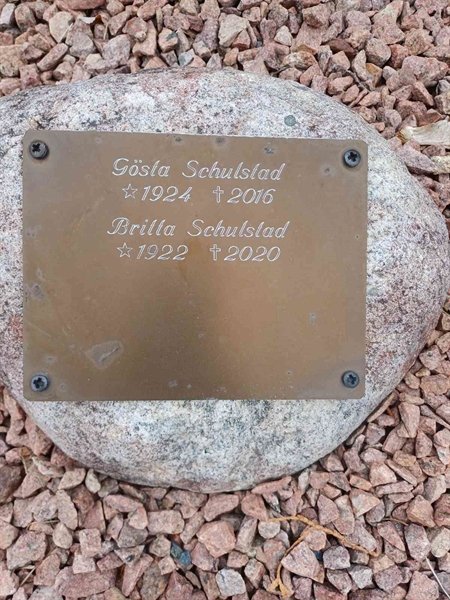 Gösta Schulstad
☆1924 †2016
Britta Schulstad
☆1922 †2020